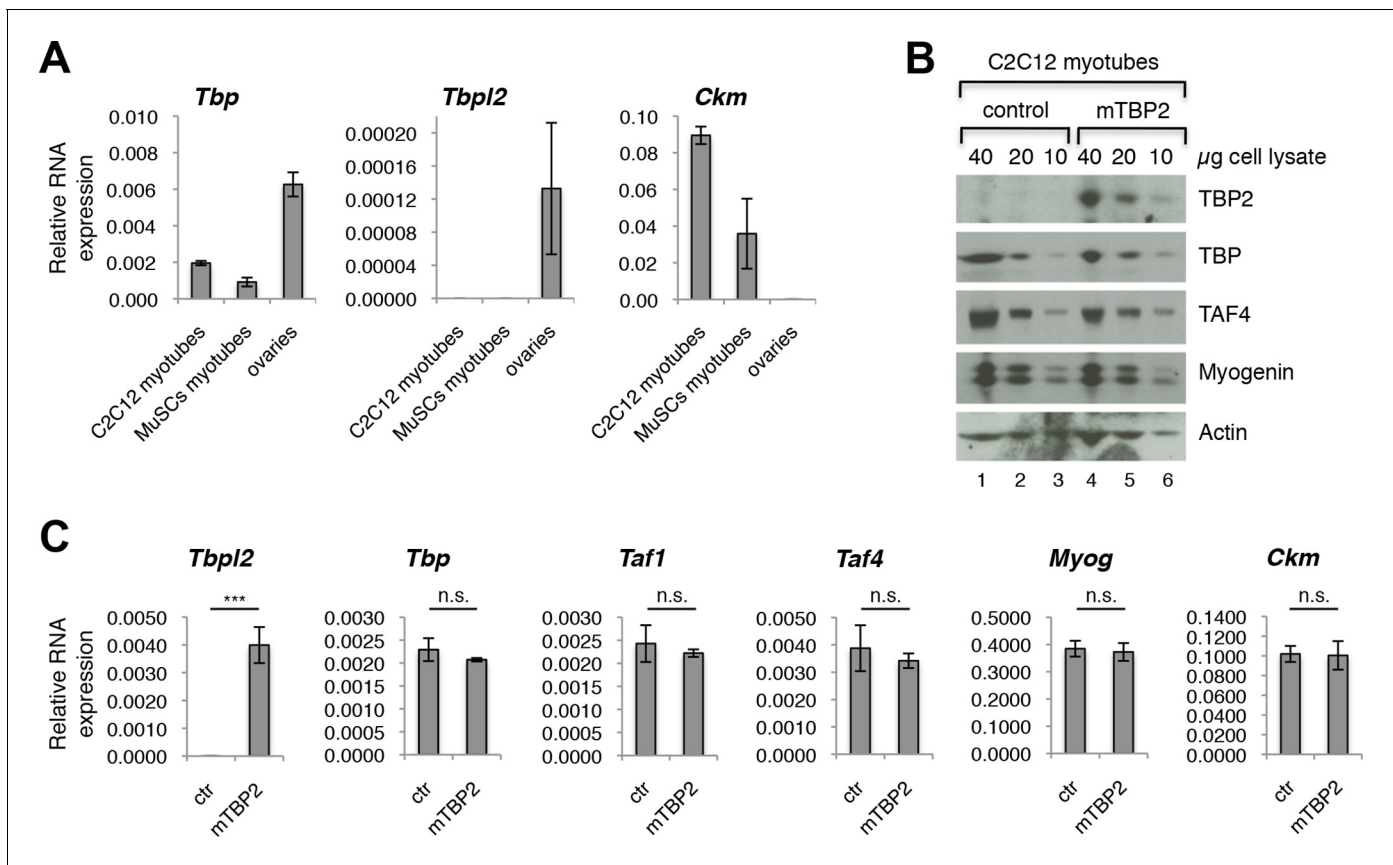 A
Tbp
Tbpl2
Ckm
Relative RNA
expression
0.010
0.008
0.006
0.004
0.002
0.000
C2C12 myotubes
MuSCs myotubes
ovaries
0.00020
0.00016
0.00012
0.00008
0.00004
0.00000
C2C12 myotubes
MuSCs myotubes
ovaries
0.10
0.08
0.06
0.04
0.02
0.00
C2C12 myotubes
MuSCs myotubes
ovaries
B
C2C12 myotubes
control mTBP2
40 20 10 40 20 10 µg cell lysate
TBP2
TBP
TAF4
Myogenin
Actin
1 2 3 4 5 6
C
Relative RNA
expression
Tbpl2
***
0.0050
0.0040
0.0030
0.0020
0.0010
0.0000
ctr
mTBP2
Tbp
n.s.
0.0030
0.0025
0.0020
0.0015
0.0010
0.0005
0.0000
ctr
mTBP2
Taf1
n.s.
0.0030
0.0025
0.0020
0.0015
0.0010
0.0005
0.0000
ctr
mTBP2
Taf4
n.s.
0.0050
0.0040
0.0030
0.0020
0.0010
0.0000
ctr
mTBP2
Myog
n.s.
0.5000
0.4000
0.3000
0.2000
0.1000
0.0000
ctr
mTBP2
Ckm
n.s.
0.1400
0.1200
0.1000
0.0800
0.0600
0.0400
0.0200
0.0000
ctr
mTBP2